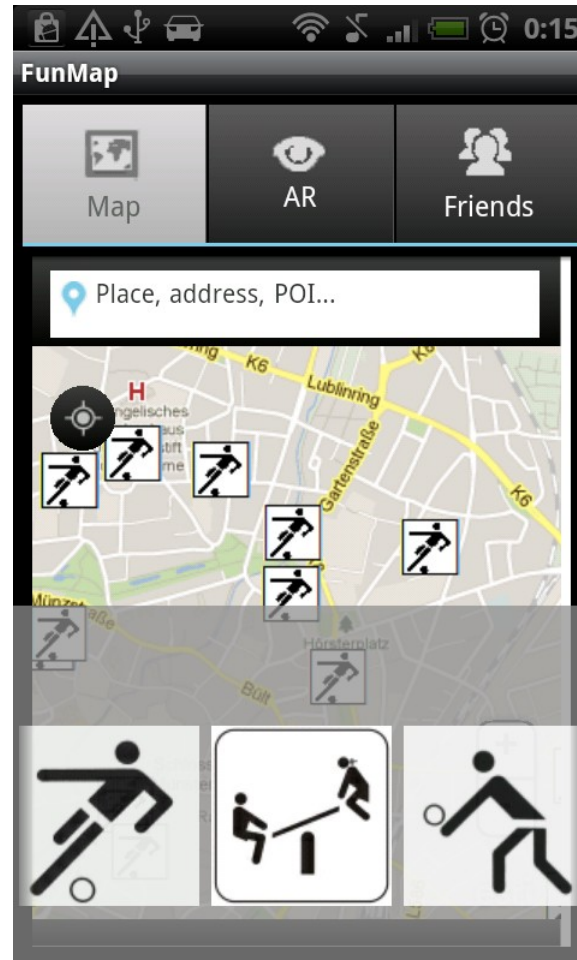 0:15
FunMap
Map
AR
Friends
Place, address, POI...
K6
K6
Lublinring
H
Gartenstraße
K6
Hörsterplatz
Bült